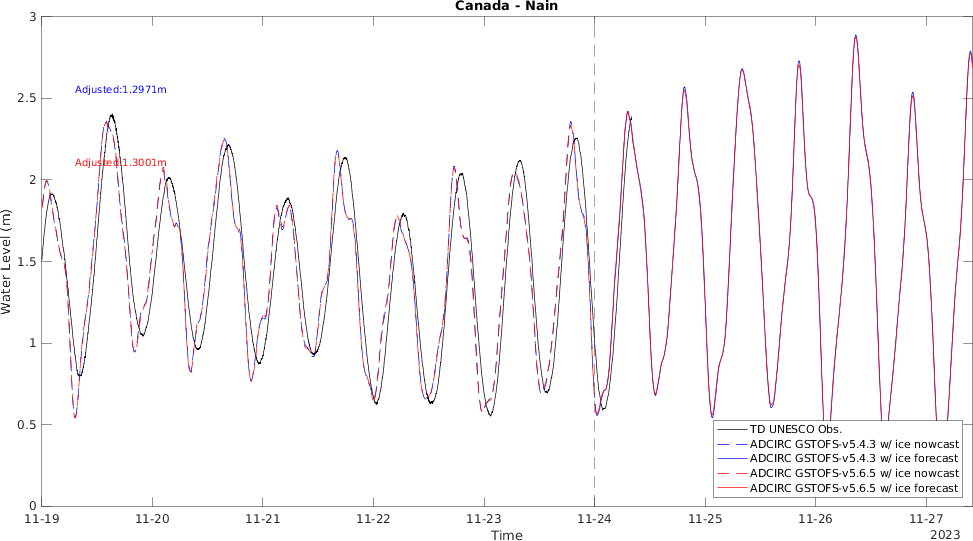 Canada - Nain
3
Adjusted:1.2971m
2.5
Adjusted:1.3001m
2
Water Level (m)
1.5
1
0.5
TD UNESCO Obs.
ADCIRC GSTOFS-v5.4.3 w/ ice nowcast
ADCIRC GSTOFS-v5.4.3 w/ ice forecast
ADCIRC GSTOFS-v5.6.5 w/ ice nowcast
ADCIRC GSTOFS-v5.6.5 w/ ice forecast
0
11-19 11-20 11-21 11-22 11-23 11-24 11-25 11-26 11-27
Time
2023